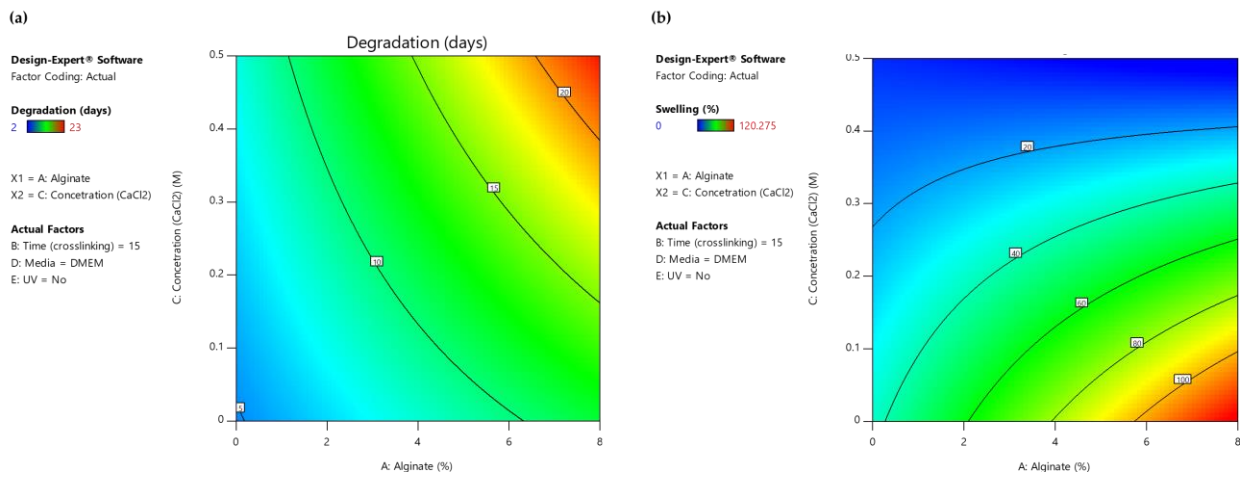 (a)
Degradation (days)
Design-Expert® Software
Factor Coding: Actual
Degradation (days)
2 23
X1 = A: Alginate
X2 = C: Concetration (CaCl2)
Actual Factors
B: Time (crosslinking) = 15
D: Media = DMEM
E: UV = No
C: Concetration (CaCl2) (M)
0.5
0.4
0.3
0.2
0.1
0
20
15
10
5
0 2 4 6 8
A: Alginate (%)
(b)
Design-Expert® Software
Factor Coding: Actual
Swelling (%)
0 120.275
X1 = A: Alginate
X2 = C: Concetration (CaCl2)
Actual Factors
B: Time (crosslinking) = 15
D: Media = DMEM
E: UV = No
C: Concetration (CaCl2) (M)
0.5
0.4
0.3
0.2
0.1
0
20
40
60
80
100
0 2 4 6 8
A: Alginate (%)